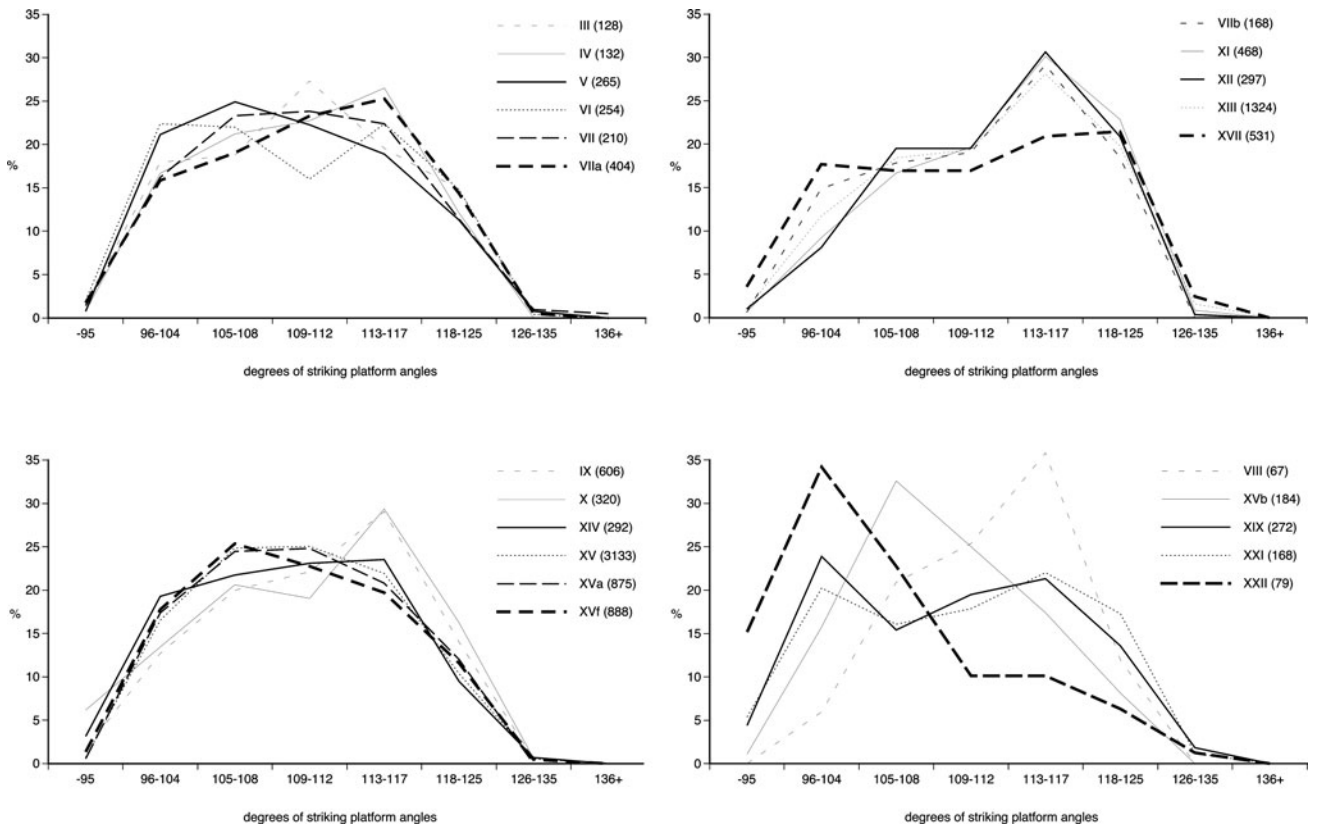 35
30
25
20
%
15
10
5
0
-95 96-104 105-108 109-112 113-117 118-125 126-135 136+
degrees of striking platform angles
III (128)
IV (132)
V (265)
VI (254)
VII (210)
VIIa (404)
35
30
25
20
%
15
10
5
0
-95 96-104 105-108 109-112 113-117 118-125 126-135 136+
degrees of striking platform angles
VIIb (168)
XI (468)
XII (297)
XIII (1324)
XVII (531)
35
30
25
20
%
15
10
5
0
-95 96-104 105-108 109-112 113-117 118-125 126-135 136+
degrees of striking platform angles
IX (606)
X (320)
XIV (292)
XV (3133)
XVa (875)
XVf (888)
35
30
25
20
%
15
10
5
0
-95 96-104 105-108 109-112 113-117 118-125 126-135 136+
degrees of striking platform angles
VIII (67)
XVb (184)
XIX (272)
XXI (168)
XXII (79)